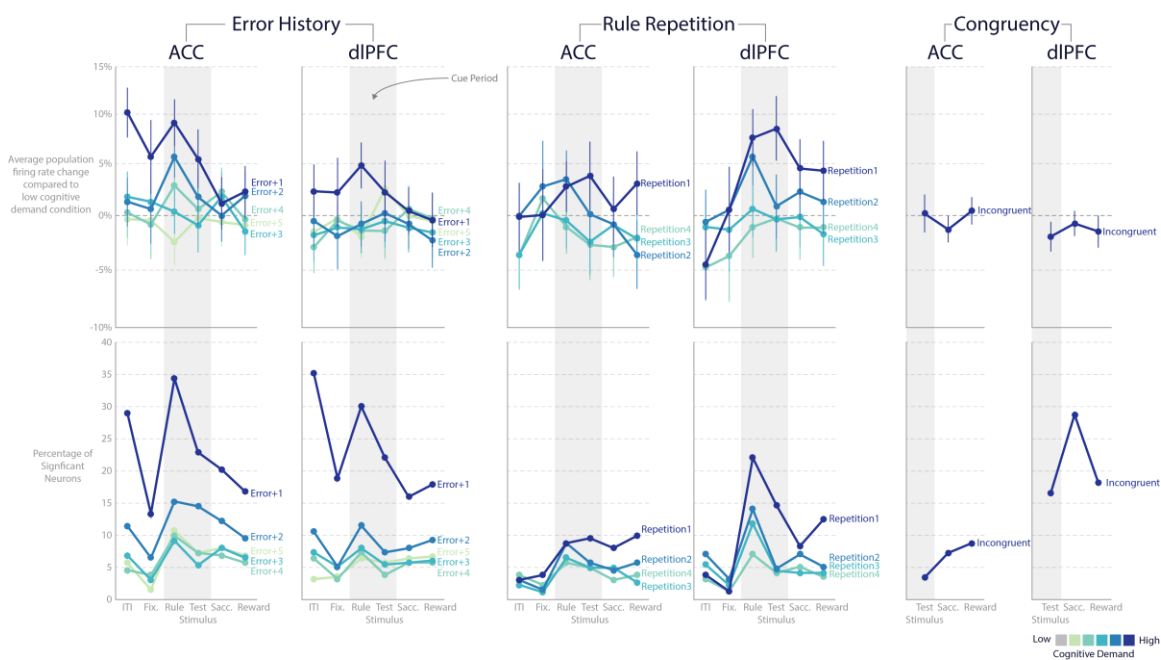 Error History
Rule Repetition
Congruency
ACC
dlPFC
ACC
dlPFC
ACC
dlPFC
15%
10%
5%
0%
-5%
-10%
Average population
firing rate change
compared to
low cognitive
demand condition
Cue Period
Error+1
Error+2
Error+4
Error+5
Error+3
Error+4
Error+1
Error+5
Error+3
Error+2
Repetition1
Repetition4
Repetition3
Repetition2
Repetition1
Repetition2
Repetition4
Repetition3
Incongruent
Incongruent
40
35
30
25
20
15
10
5
0
Percentage of
Signficant
Neurons
Error+1
Error+2
Error+5
Error+3
Error+4
Error+1
Error+2
Error+5
Error+3
Error+4
Repetition1
Repetition2
Repetition4
Repetition3
Repetition1
Repetition2
Repetition3
Repetition4
Incongruent
Incongruent
ITI Fix. Rule Test Sacc. Reward
Stimulus
ITI Fix. Rule Test Sacc. Reward
Stimulus
ITI Fix. Rule Test Sacc. Reward
Stimulus
ITI Fix. Rule Test Sacc. Reward
Stimulus
Test Sacc. Reward
Stimulus
Test Sacc. Reward
Stimulus
Low High
Cognitive Demand